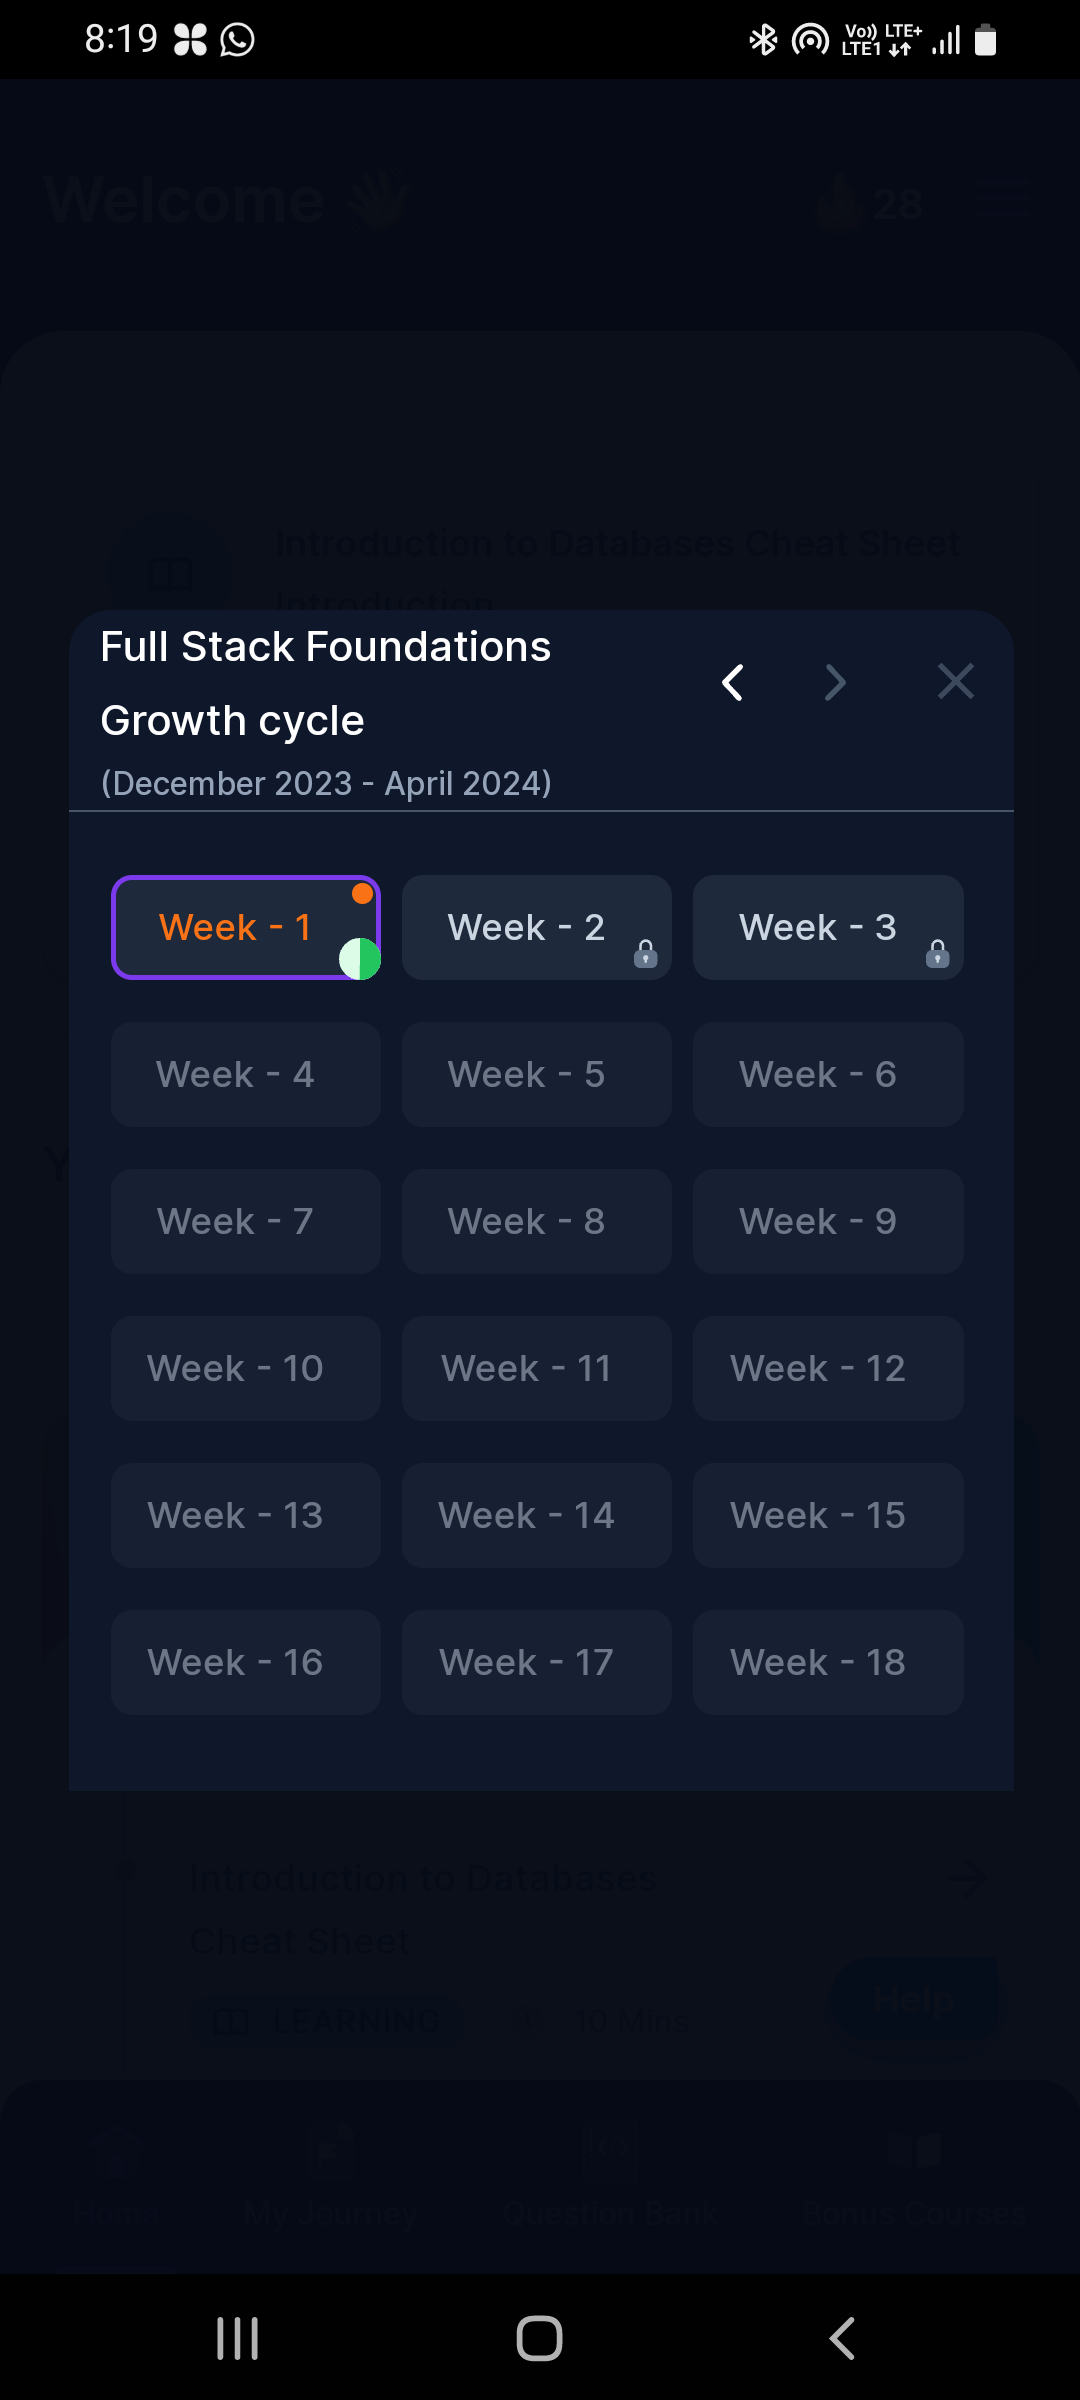 8:19
Vo)) LTE+
LTE1
Welcome 👋 28
Introduction to Databases Cheat Sheet
Introduction
Full Stack Foundations
Growth cycle
(December 2023 - April 2024)
Week - 1 Week - 2 Week - 3
Week - 4 Week - 5 Week - 6
Week - 7 Week - 8 Week - 9
Week - 10 Week - 11 Week - 12
Week - 13 Week - 14 Week - 15
Week - 16 Week - 17 Week - 18
Introduction to Databases
Cheat Sheet
Help
LEARNING 10 Mins
Home My Journey Question Bank Bonus Courses